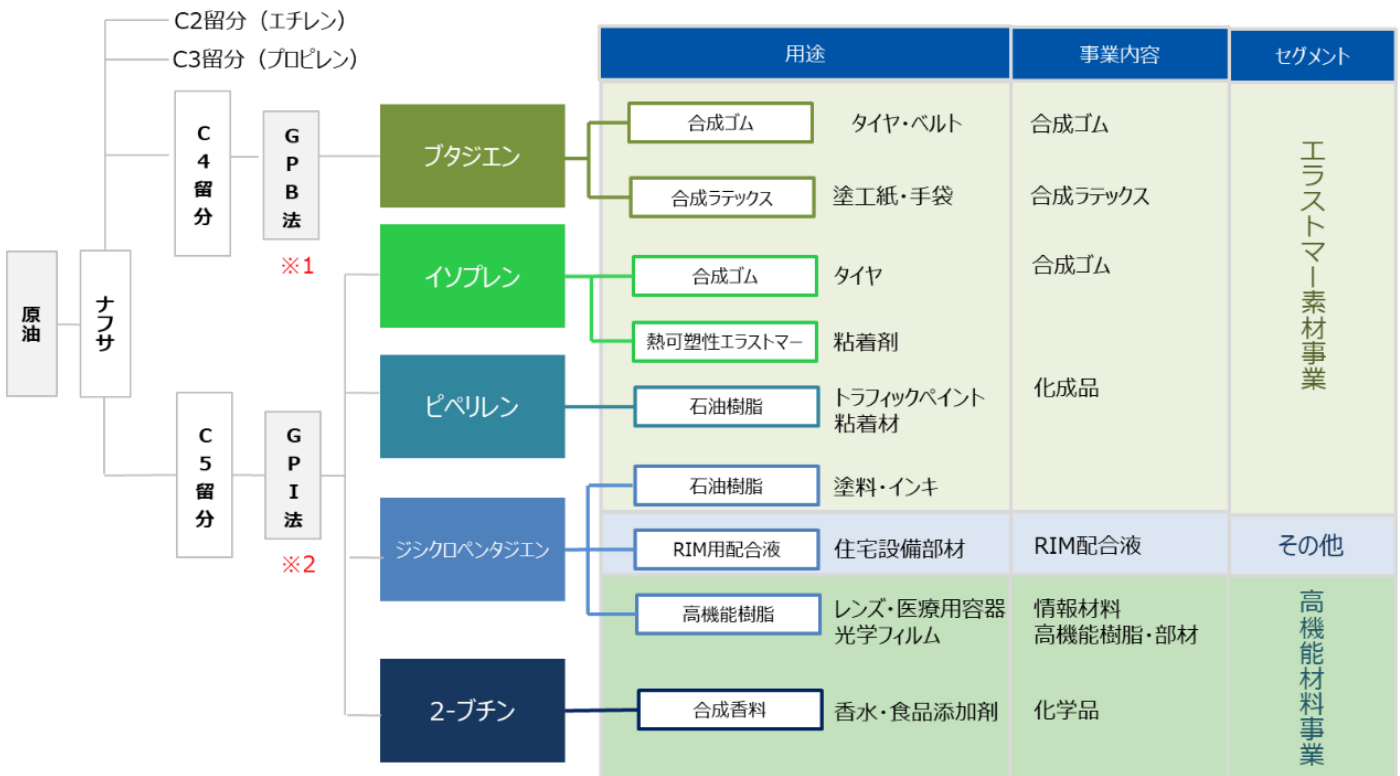 C2留分（エチレン）
C3留分（プロピレン）
用途
事業内容
セグメント
原油
ナフサ
C4留分
GPB法
※1
C5留分
GPI法
※2
ブタジエン
合成ゴム
タイヤ・ベルト
合成ゴム
合成ラテックス
塗工紙・手袋
合成ラテックス
イソプレン
合成ゴム
タイヤ
合成ゴム
熱可塑性エラストマー
粘着剤
ピペリレン
石油樹脂
トラフィックペイント
粘着材
化成品
ジシクロペンタジエン
石油樹脂
塗料・インキ
エラストマー素材事業
RIM用配合液
住宅設備部材
RIM配合液
その他
高機能樹脂
レンズ・医療用容器
光学フィルム
情報材料
高機能樹脂・部材
2-ブチン
合成香料
香水・食品添加剤
化学品
高機能材料事業